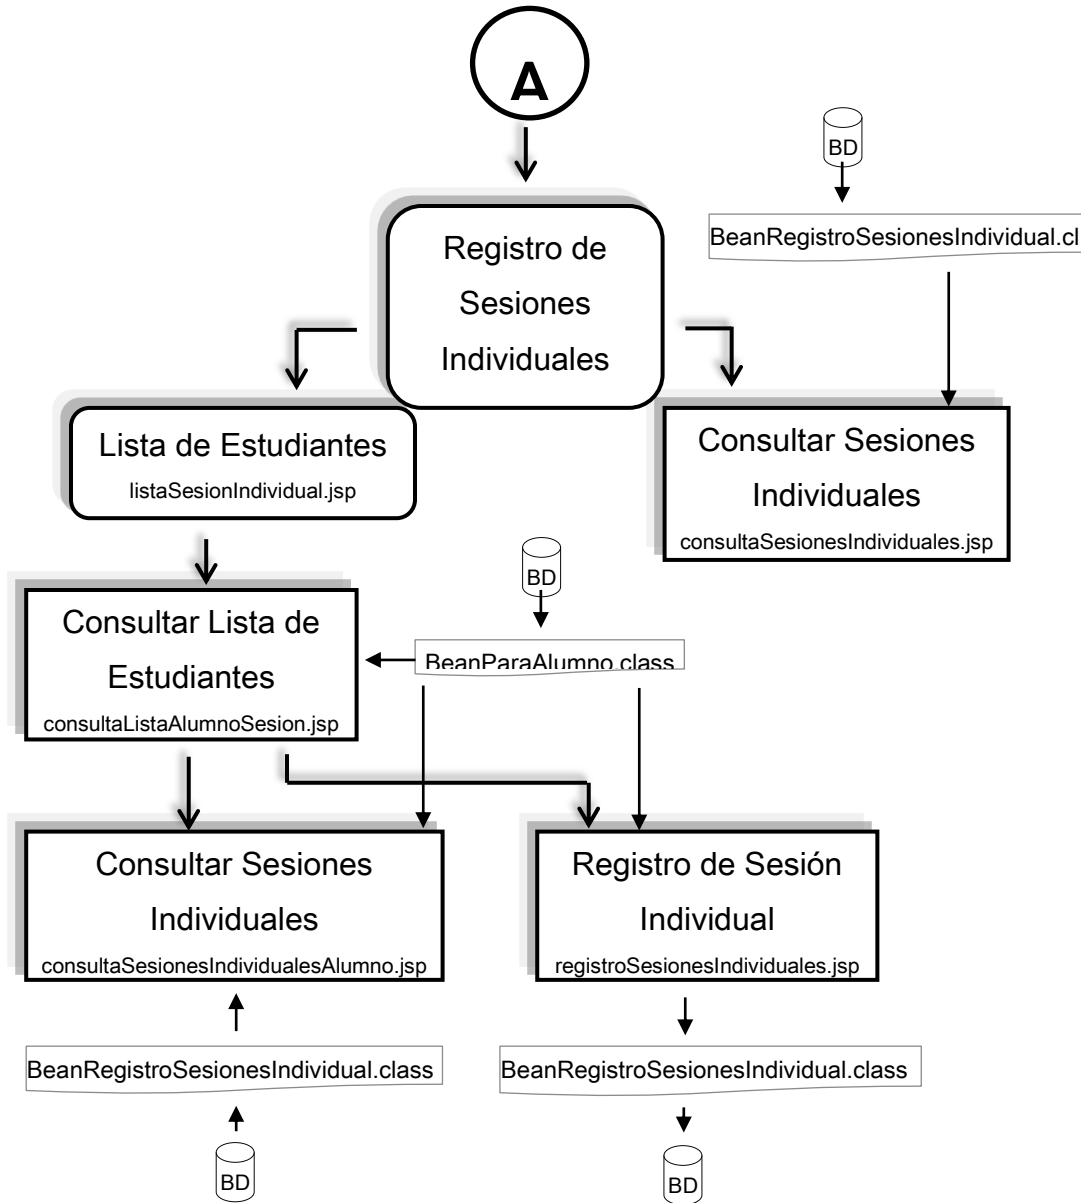 A
BD
BeanRegistroSesionesIndividual.cl
Registro de
Sesiones
Individuales
Lista de Estudiantes
listaSesionIndividual.jsp
Consultar Sesiones
Individuales
consultaSesionesIndividuales.jsp
BD
BeanParaAlumno.class
Consultar Lista de
Estudiantes
consultaListaAlumnoSesion.jsp
Consultar Sesiones
Individuales
consultaSesionesIndividualesAlumno.jsp
Registro de Sesión
Individual
registroSesionesIndividuales.jsp
BeanRegistroSesionesIndividual.class
BeanRegistroSesionesIndividual.class
BD
BD